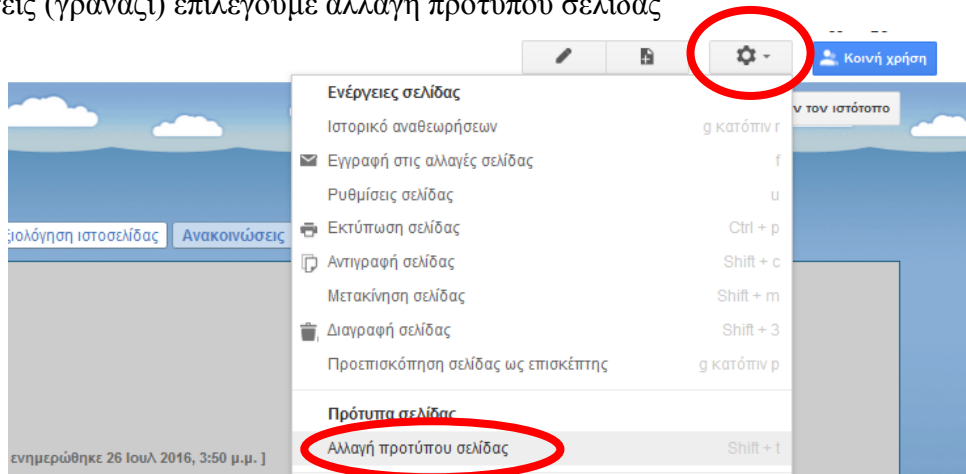 (γρανάζι) επιλέγουμε αλλαγή προτύπου σελίδας
Κοινή χρήση
Ενέργειες σελίδας
τον ιστότοπο
Ιστορικό αναθεωρήσεων g κατόπιν r
Εγγραφή στις αλλαγές σελίδας f
Ρυθμίσεις σελίδας u
ιστοσελίδας Ανακοινώσεις
Εκτύπωση σελίδας Ctrl + p
Αντιγραφή σελίδας Shift + c
Μετακίνηση σελίδας Shift + m
Διαγραφή σελίδας Shift + 3
Προεπισκόπηση σελίδας ως επισκέπτης g κατόπιν p
Πρότυπα σελίδας
Αλλαγή προτύπου σελίδας Shift + t
ενημερώθηκε 26 Ιουλ 2016, 3:50 μ.μ. ]